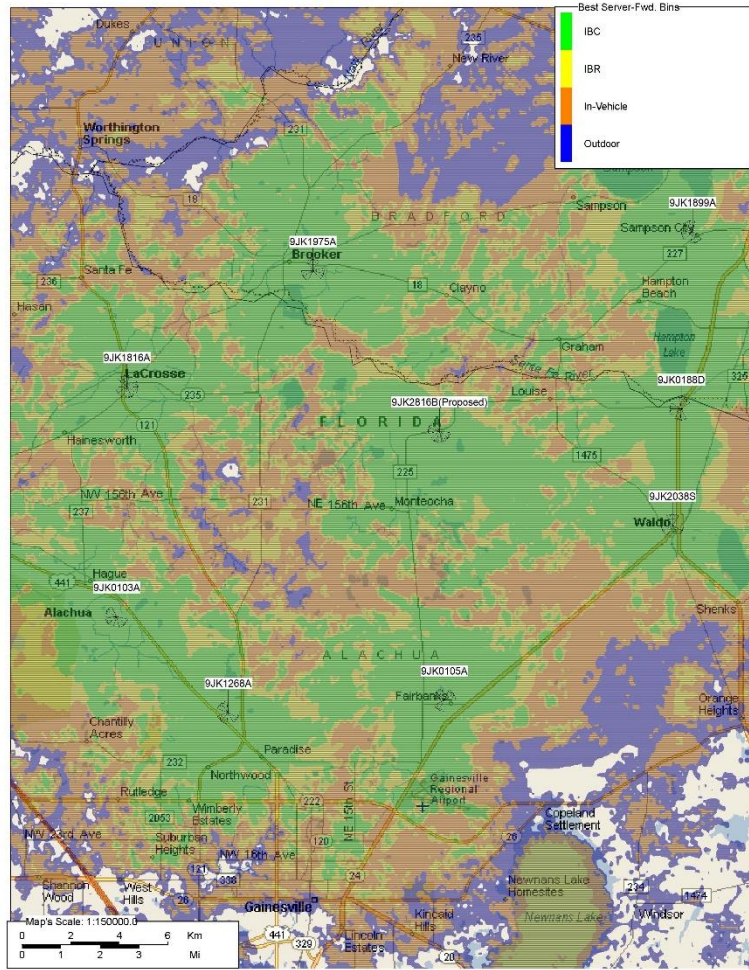 Best Server-Fwd. Bins
IBC
IBR
In-Vehicle
Outdoor
Dukes
UNION
235
New River
Worthington
Springs
231
18
BRADFORD
Sampson
9JK1899A
Sampson City
227
9JK1975A
Brooker
Santa Fe
236
18
Clayno
Hampton
Beach
Hasan
Graham
Hampton
Lake
9JK1816A
LaCrosse
Santa Fe River
9JK0188D
325
235
Louise
9JK2816B(Proposed)
121
FLORIDA
Hainesworth
1475
225
9JK2038S
NW 156th Ave
231
NE 156th Ave
Monteocha
237
Waldo
Hague
441
9JK0103A
Alachua
Shenks
ALACHUA
9JK0105A
9JK1268A
Fairbanks
Orange
Heights
Chantilly
Acres
Paradise
232
Northwood
Gainesville
Regional
Airport
Rutledge
222
NE 15th St
Wimberly
Estates
2053
Copeland
Settlement
NW 23rd Ave
Suburban
Heights
120
26
NW 16th Ave
121
338
24
Shannon
Wood
West
Hills
26
Newmans Lake
Homesites
234
1474
Gainesville
Kincaid
Hills
Newmans Lake
Windsor
Map's Scale: 1:150000.0
0 2 4 6 Km
0 1 2 3 Mi
441
329
Lincoln
Estates
20